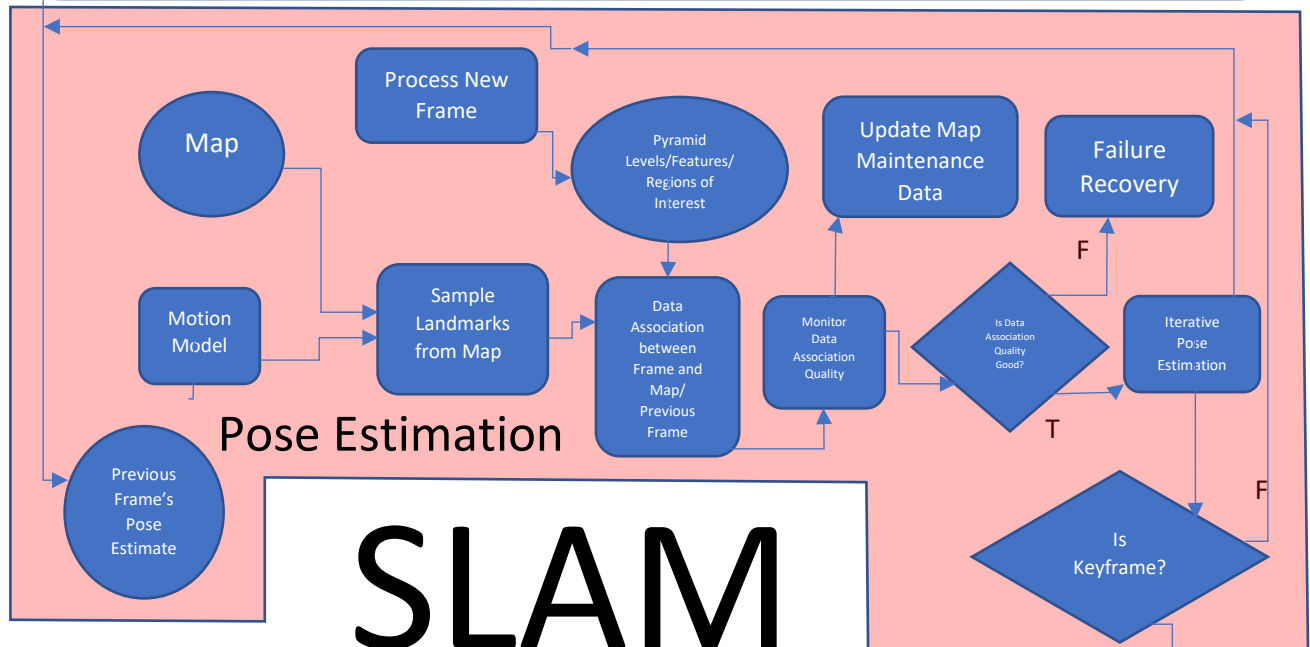 Process New
Frame
Map
Pyramid
Levels/Features/
Regions of
Interest
Update Map
Maintenance
Data
Failure
Recovery
F
Motion
Model
Sample
Landmarks
from Map
Data
Association
between
Frame and
Map/
Previous
Frame
Monitor
Data
Association
Quality
Is Data
Association
Quality
Good?
Iterative
Pose
Estimation
T
Pose Estimation
Previous
Frame’s
Pose
Estimate
F
Is
Keyframe?
SLAM